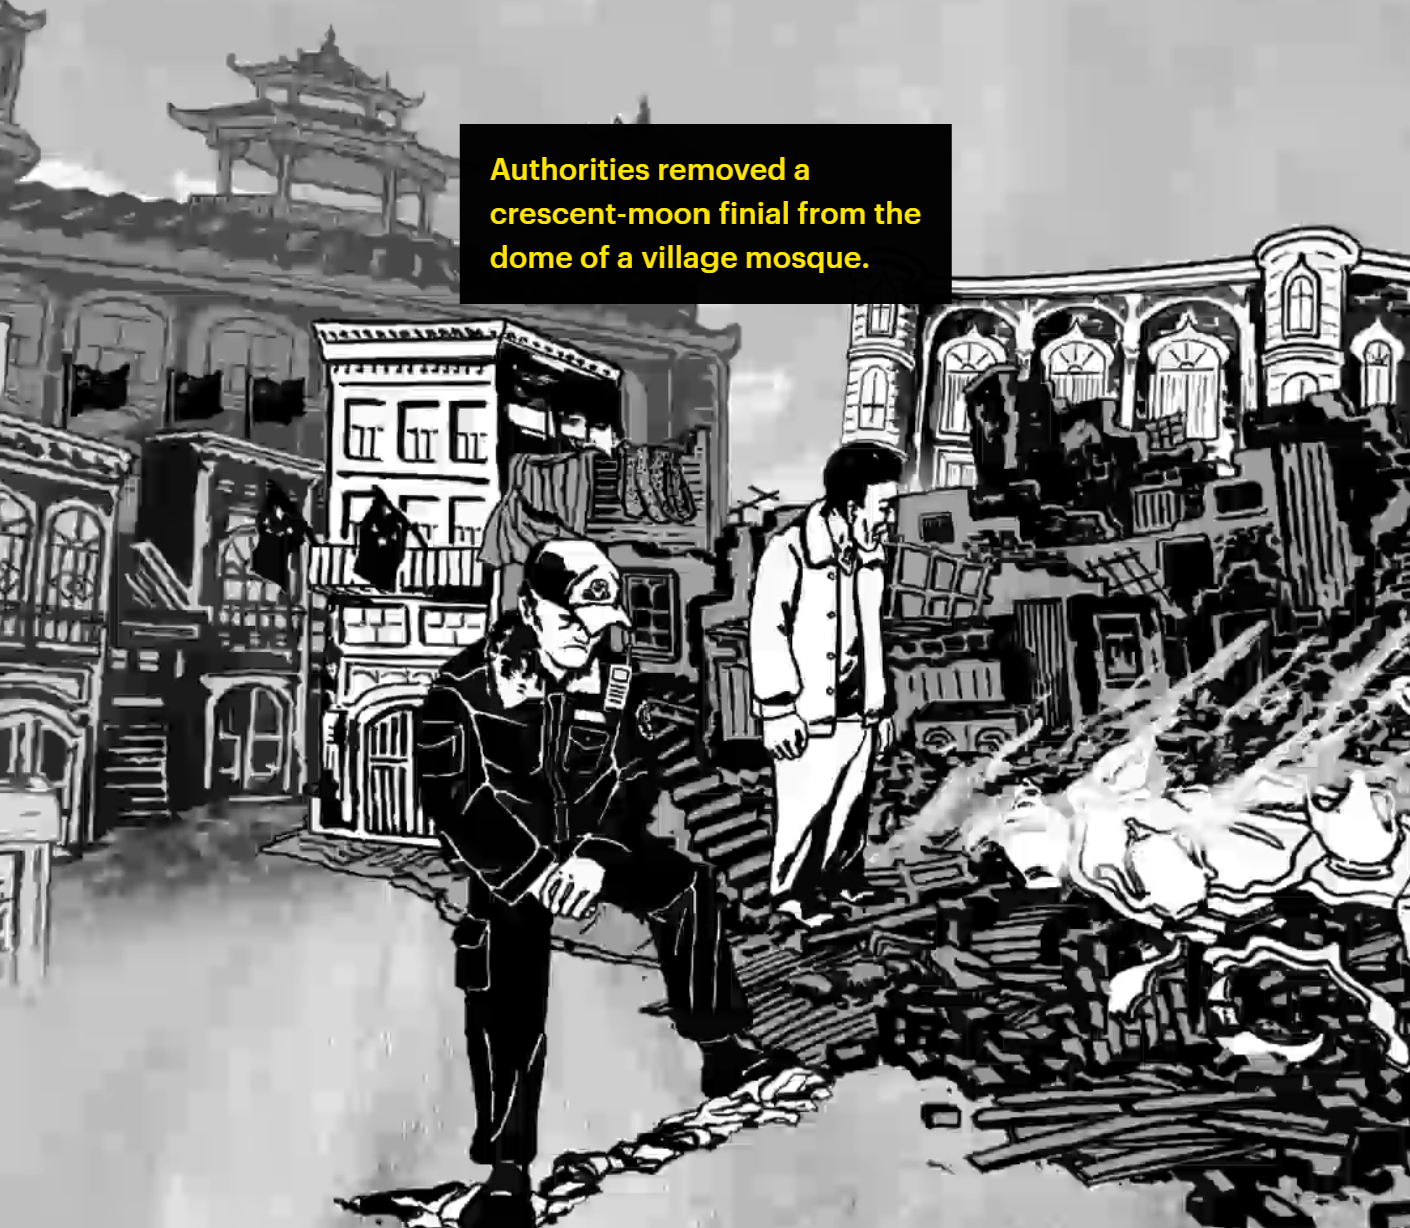 Authorities removed a
crescent-moon finial from the
dome of a village mosque.